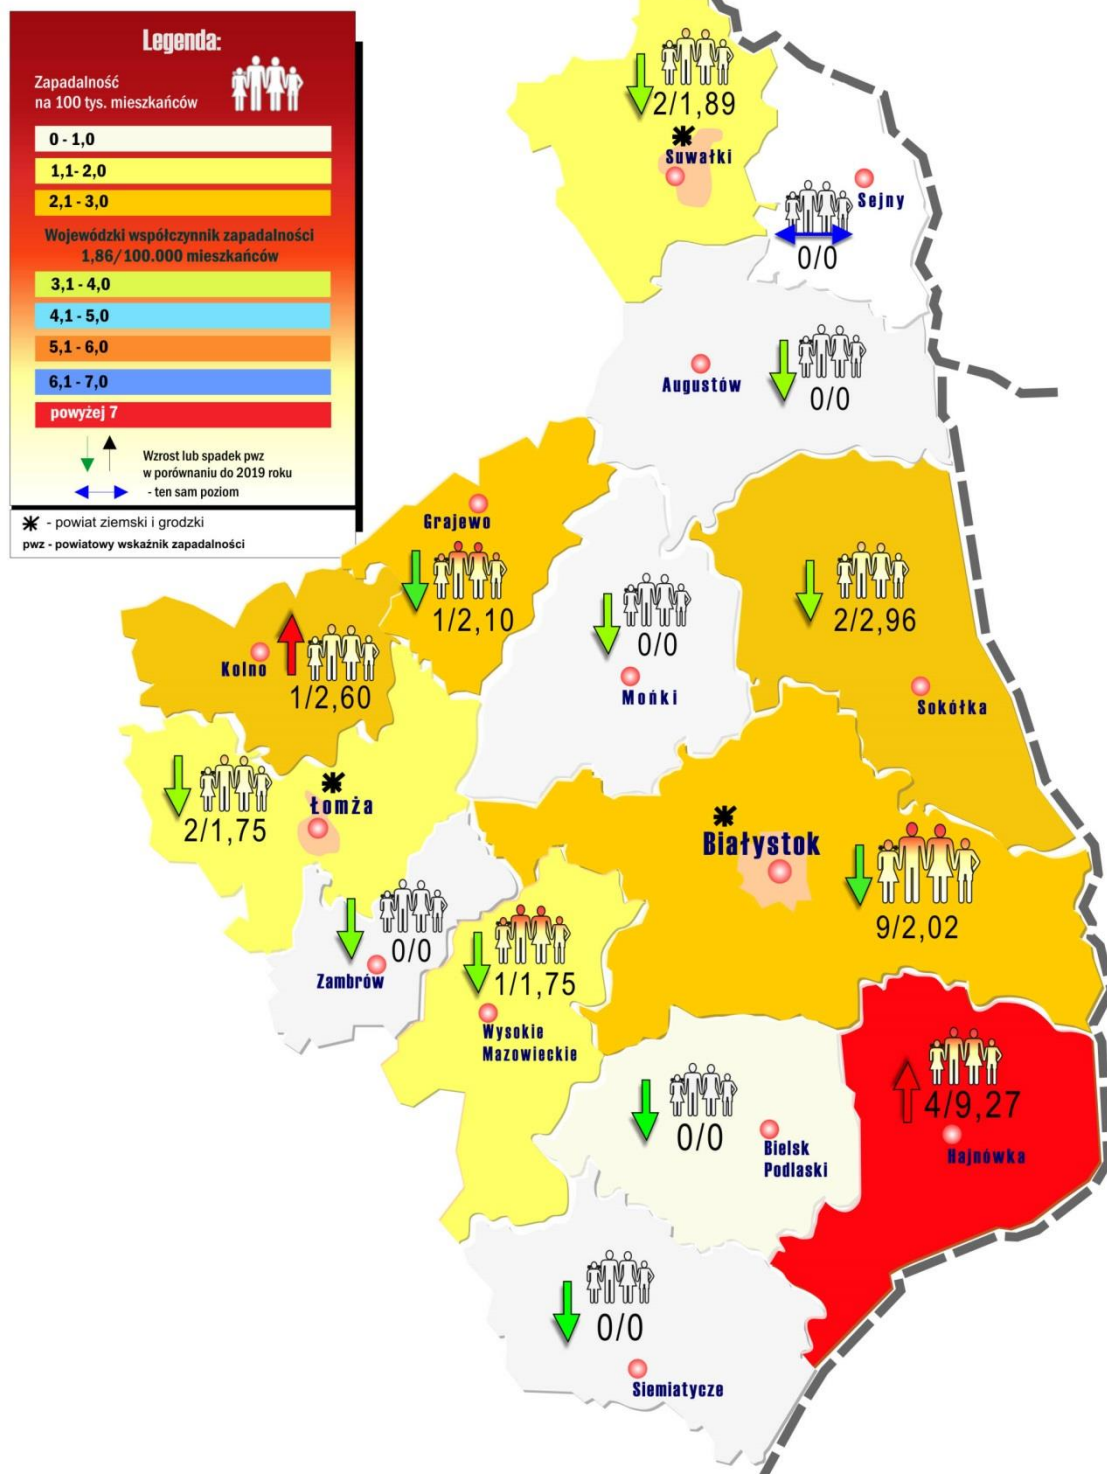 Legenda:
Zapadalność
na 100 tys. mieszkańców
0 - 1,0
1,1- 2,0
2,1 - 3,0
Wojewódzki współczynnik zapadalności
1,86/100.000 mieszkańców
3,1 - 4,0
4,1 - 5,0
5,1 - 6,0
6,1 - 7,0
powyżej 7
Wzrost lub spadek pwz
w porównaniu do 2019 roku
- ten sam poziom
- powiat ziemski i grodzki
pwz - powiatowy wskaźnik zapadalności
2/1,89
Suwałki
Sejny
0/0
Augustów
0/0
Grajewo
1/2,10
Kolno
1/2,60
0/0
Mońki
2/2,96
Sokółka
2/1,75
Łomża
Białystok
9/2,02
0/0
Zambrów
1/1,75
Wysokie
Mazowieckie
0/0
Bielsk
Podlaski
4/9,27
Hajnówka
0/0
Siemiatycze